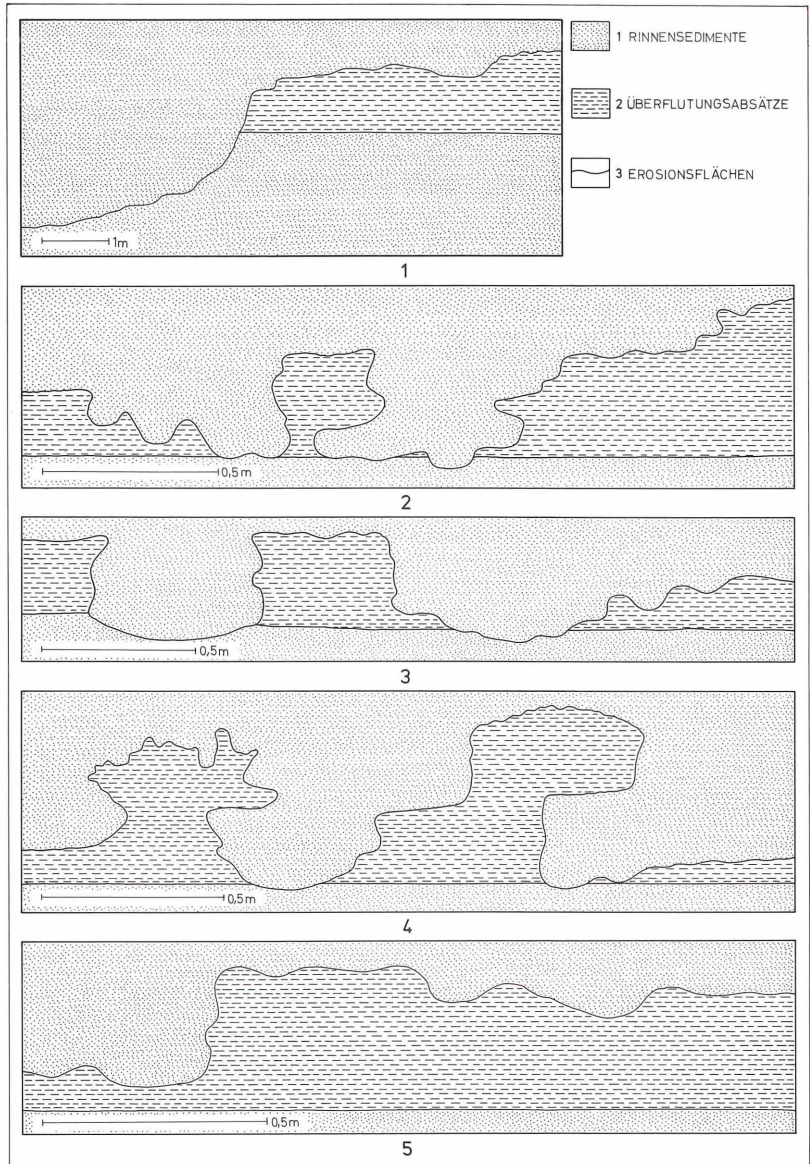 1 RINNENSEDIMENTE
2 ÜBERFLUTUNGSABSÄTZE
3 EROSIONSFLÄCHEN
1m
1
0,5m
2
0,5m
3
0,5m
4
0,5m
5